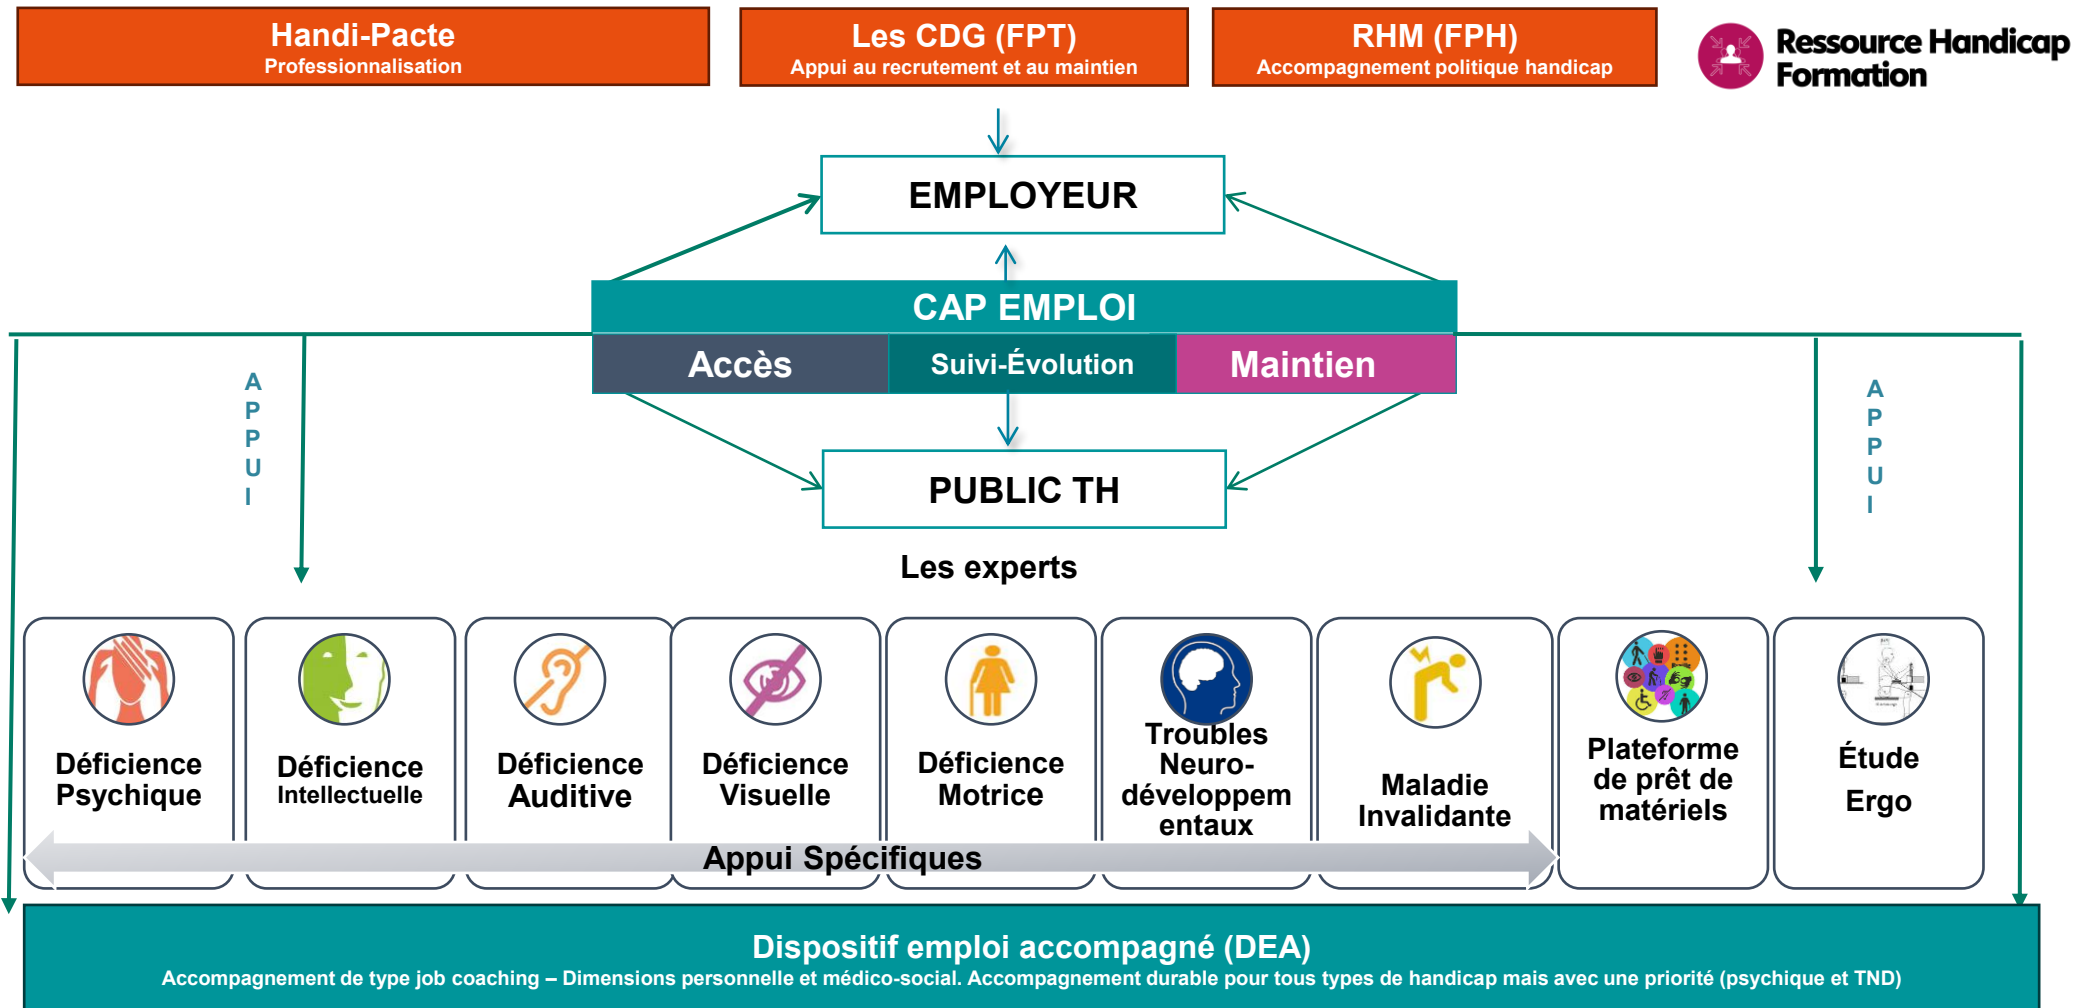 Handi-Pacte
Professionnalisation
Les CDG (FPT)
Appui au recrutement et au maintien
RHM (FPH)
Accompagnement politique handicap
Ressource Handicap
Formation
EMPLOYEUR
CAP EMPLOI
Accès
Suivi-Évolution
Maintien
A
P
P
U
I
A
P
P
U
I
PUBLIC TH
Les experts
Déficience
Psychique
Déficience
Intellectuelle
Déficience
Auditive
Déficience
Visuelle
Déficience
Motrice
Troubles
Neuro-
développem
entaux
Maladie
Invalidante
Plateforme
de prêt de
matériels
Étude
Ergo
Appui Spécifiques
Dispositif emploi accompagné (DEA)
Accompagnement de type job coaching – Dimensions personnelle et médico-social. Accompagnement durable pour tous types de handicap mais avec une priorité (psychique et TND)